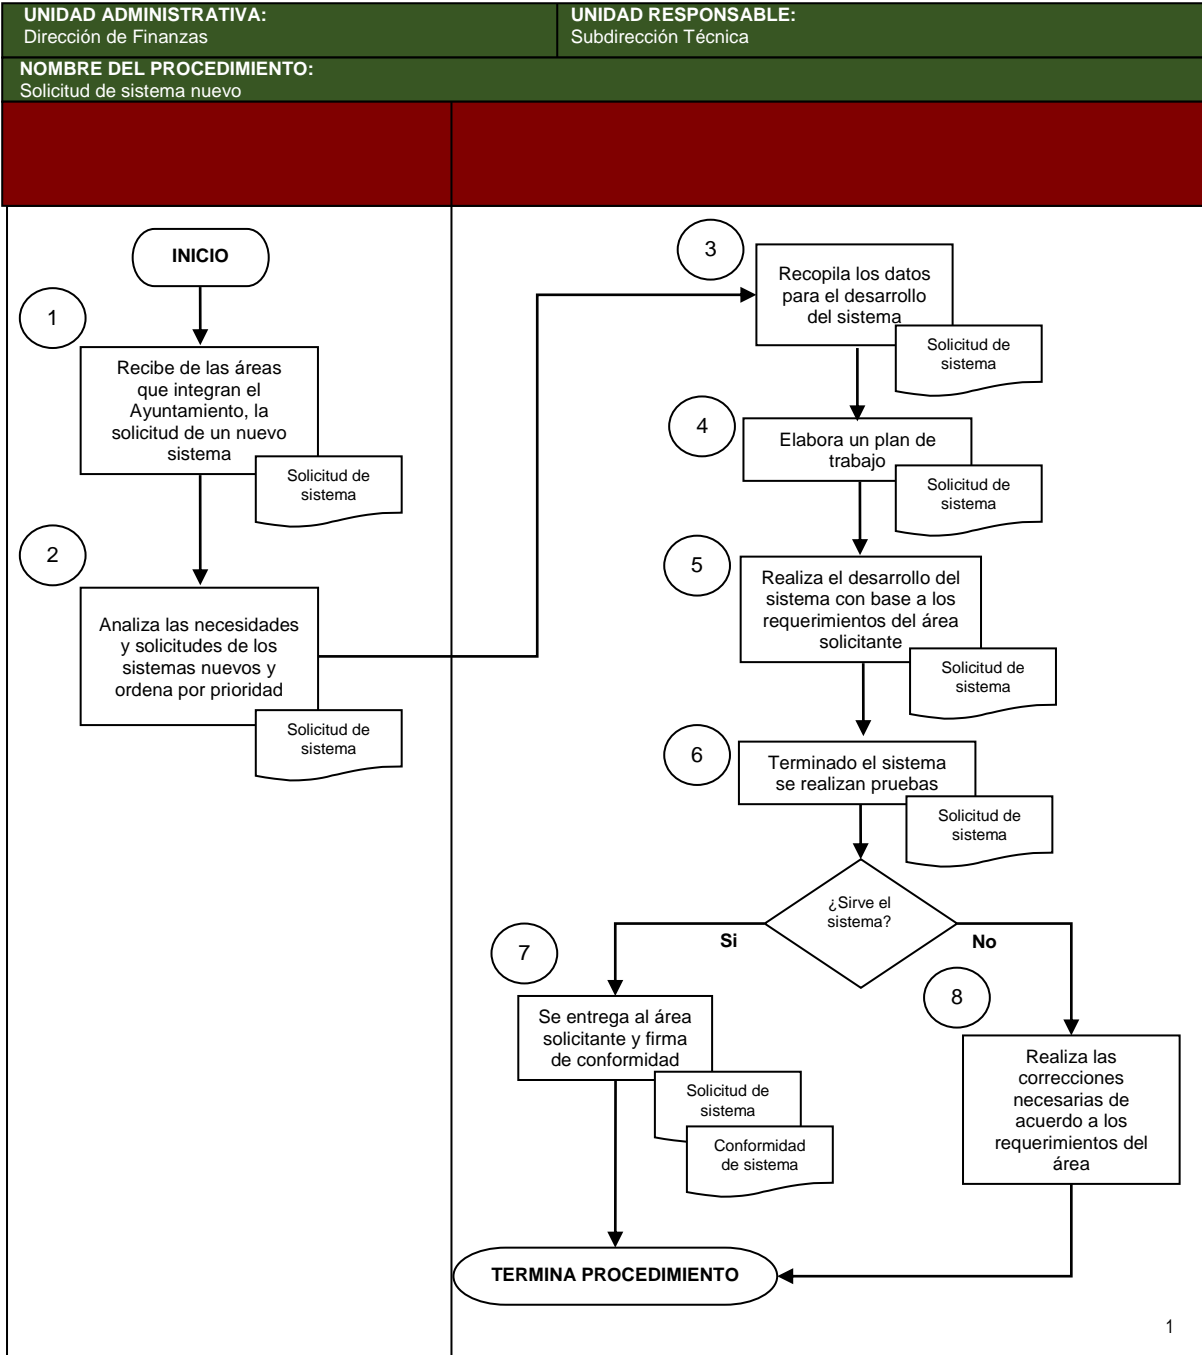 UNIDAD ADMINISTRATIVA:
Dirección de Finanzas
UNIDAD RESPONSABLE:
Subdirección Técnica
NOMBRE DEL PROCEDIMIENTO:
Solicitud de sistema nuevo
INICIO
1
Recibe de las áreas
que integran el
Ayuntamiento, la
solicitud de un nuevo
sistema
Solicitud de
sistema
2
Analiza las necesidades
y solicitudes de los
sistemas nuevos y
ordena por prioridad
Solicitud de
sistema
3
Recopila los datos
para el desarrollo
del sistema
Solicitud de
sistema
4
Elabora un plan de
trabajo
Solicitud de
sistema
5
Realiza el desarrollo del
sistema con base a los
requerimientos del área
solicitante
Solicitud de
sistema
6
Terminado el sistema
se realizan pruebas
Solicitud de
sistema
¿Sirve el
sistema?
Si
No
7
Se entrega al área
solicitante y firma
de conformidad
Solicitud de
sistema
Conformidad
de sistema
8
Realiza las
correcciones
necesarias de
acuerdo a los
requerimientos del
área
TERMINA PROCEDIMIENTO
1